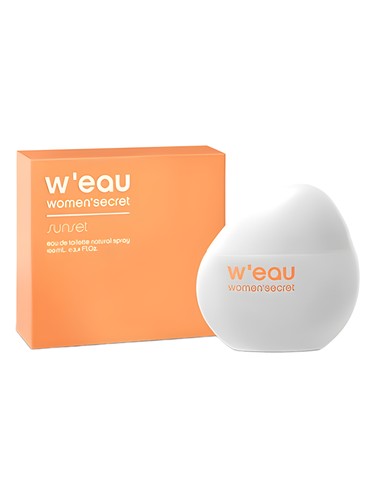 w'eau
women'secret
sunset
eau de toilette natural spray
100mL. e 3,4 Fl.Oz.
w'eau
women'secret